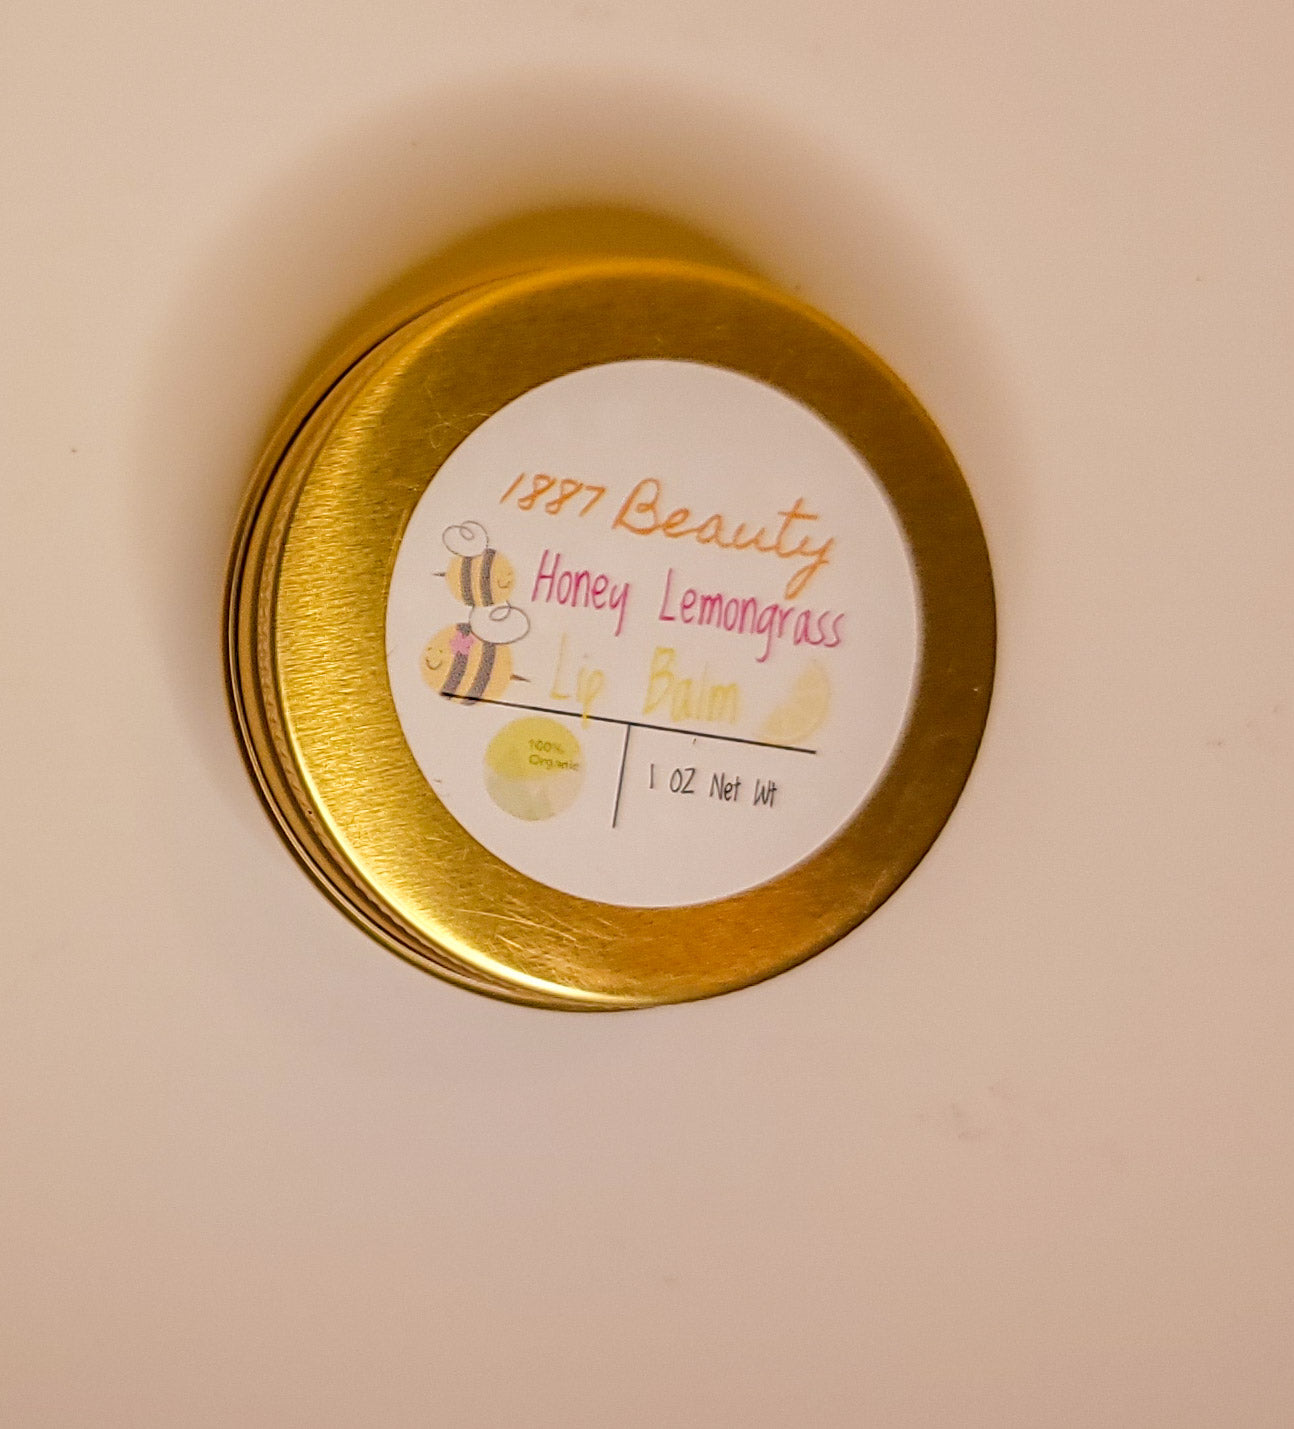 1887 Beauty
Honey Lemongrass
Lip Balm
100%
Organic
1 OZ Net Wt